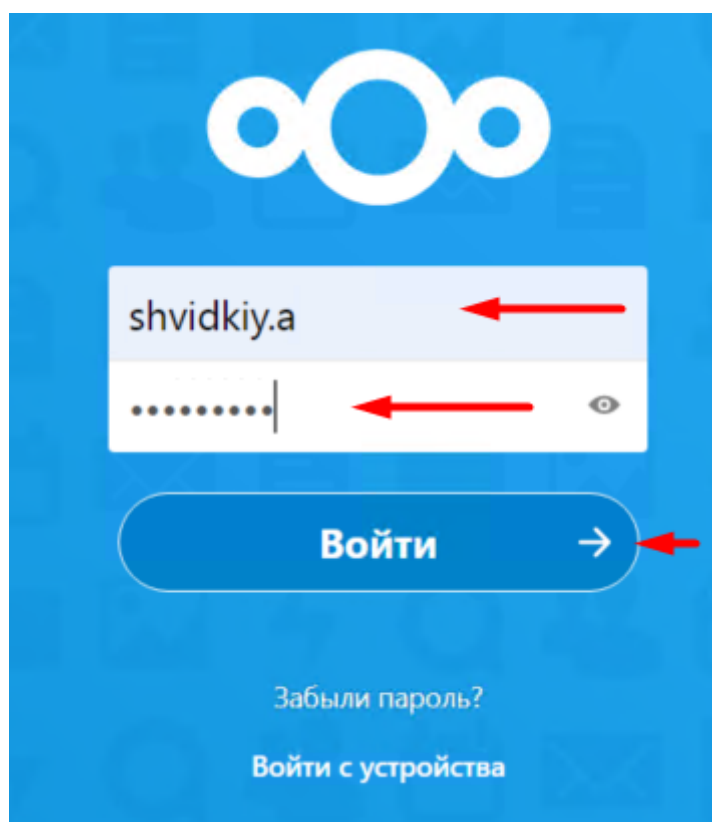 shvidkiy.a
•••••••••
Войти
Забыли пароль?
Войти с устройства